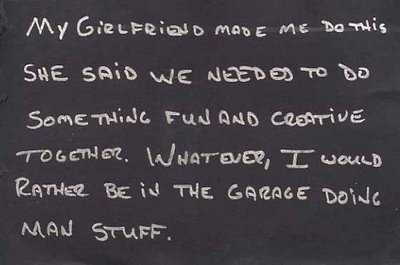 My GIRLFRIEND MADE ME DO THIS
SHE SAID WE NEEDED TO DO
SOMETHING FUN AND CREATIVE
TOGETHER. WHATEVER, I WOULD
RATHER BE IN THE GARAGE DOING
MAN STUFF.